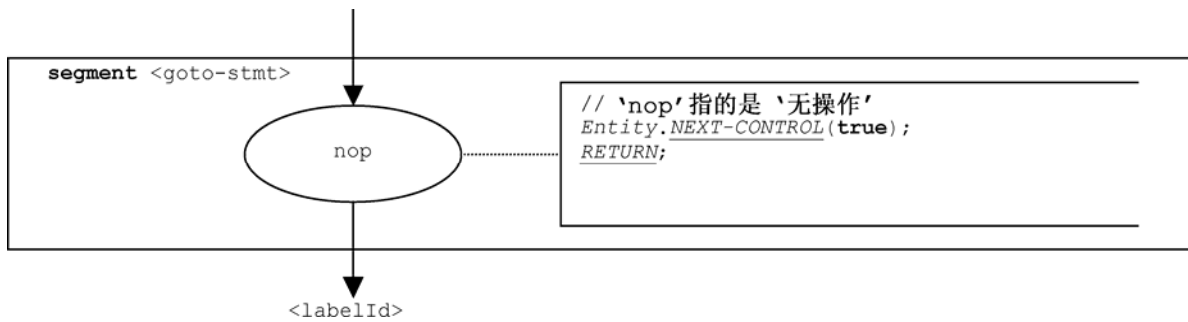 segment <goto-stmt>
// ‘nop’指的是 ‘无操作’
Entity.NEXT-CONTROL(true);
RETURN;
nop
<labelId>